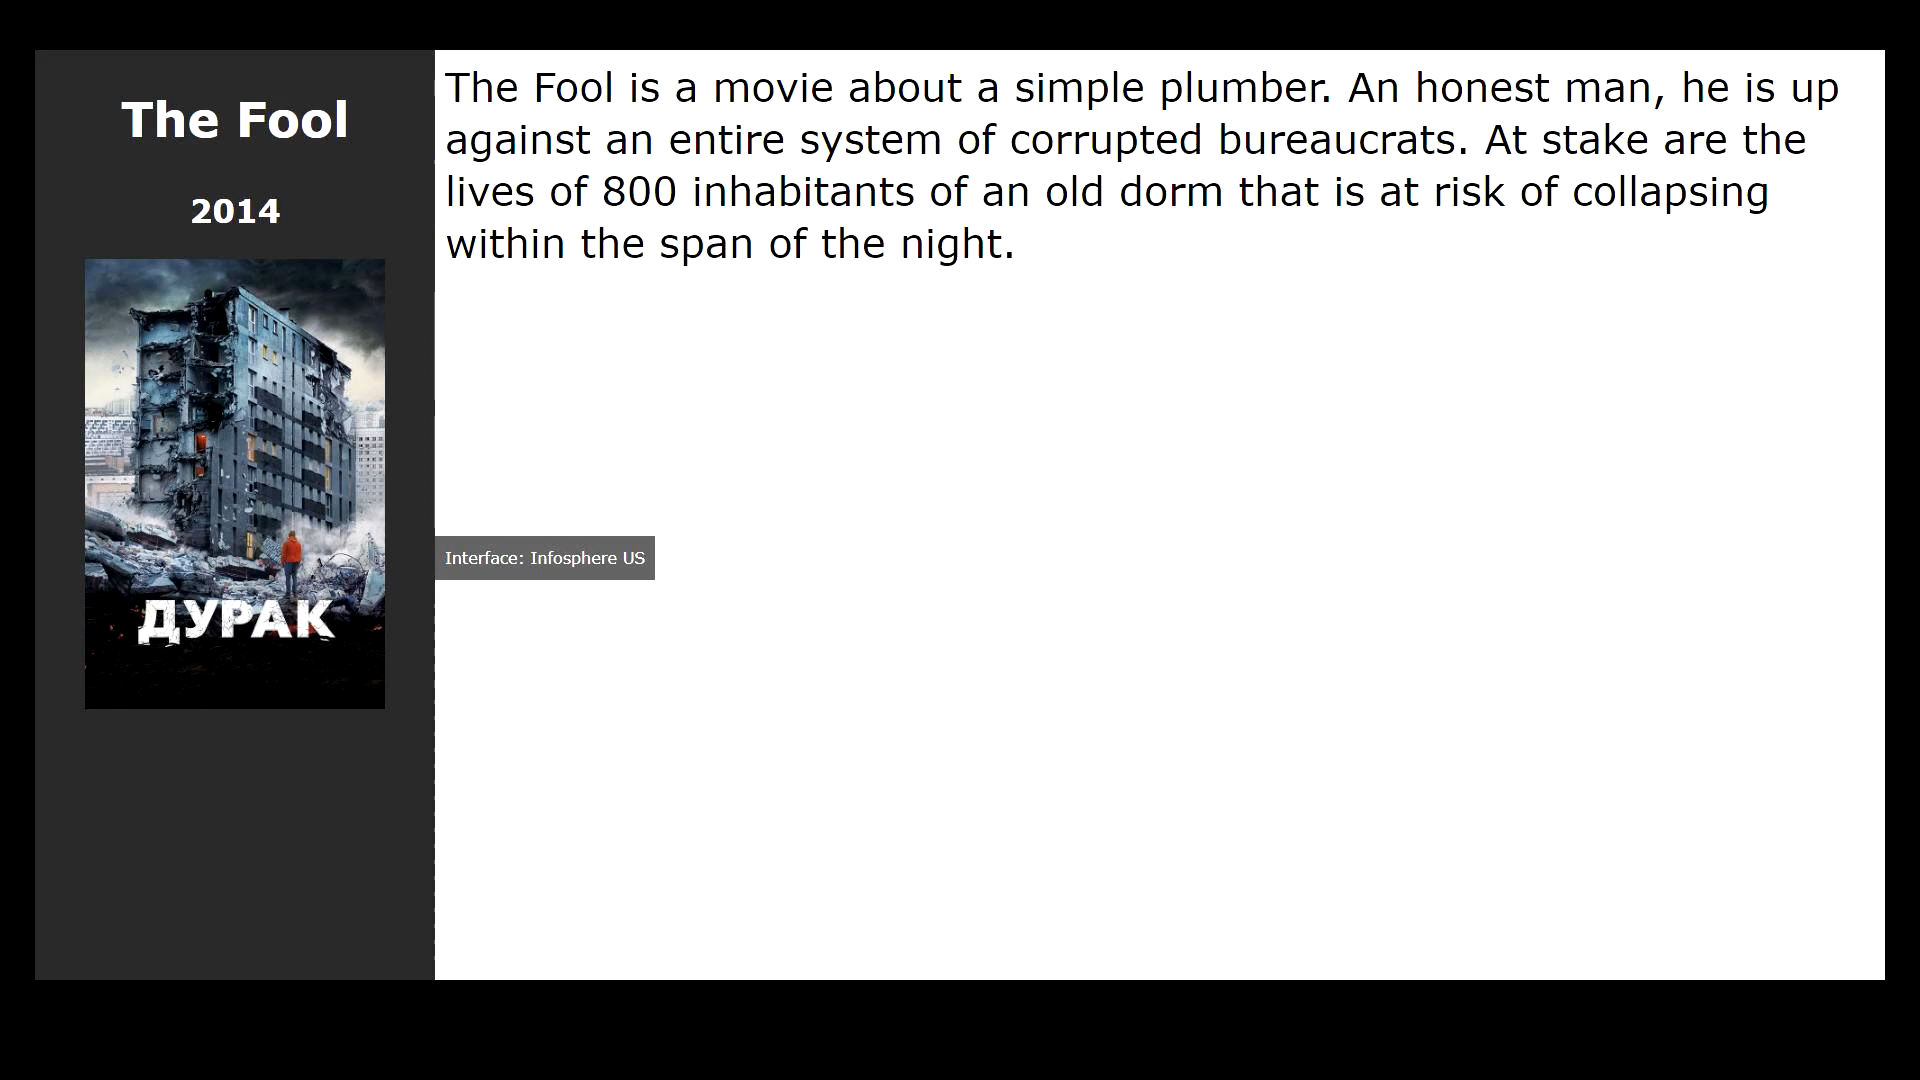 The Fool
2014
ДУРАК
The Fool is a movie about a simple plumber. An honest man, he is up
against an entire system of corrupted bureaucrats. At stake are the
lives of 800 inhabitants of an old dorm that is at risk of collapsing
within the span of the night.
Interface: Infosphere US